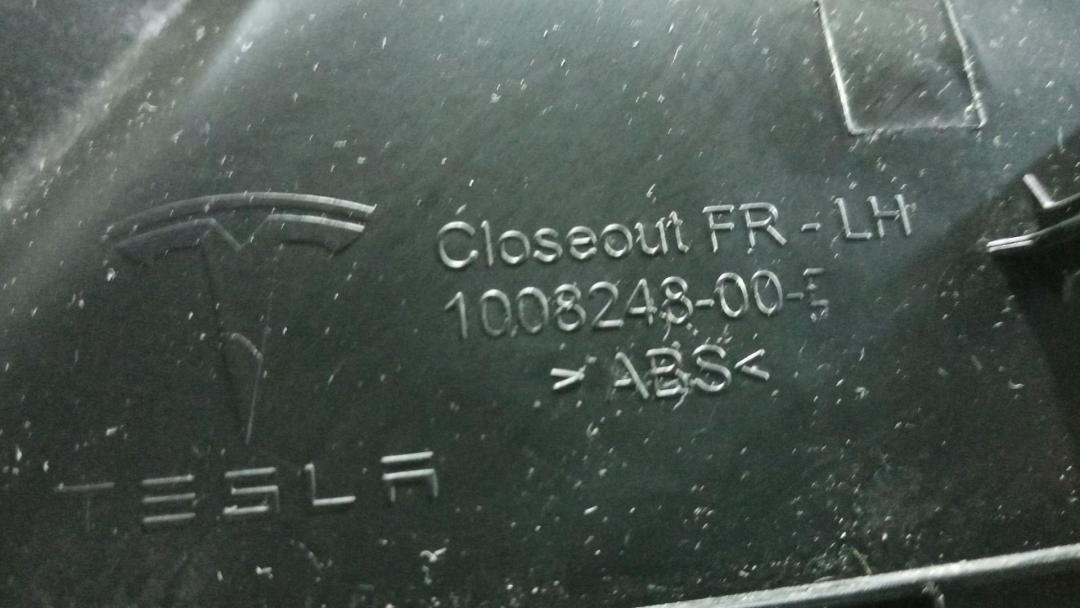 Closeout FR - LH
1008248-00-E
> ABS<
TESLA